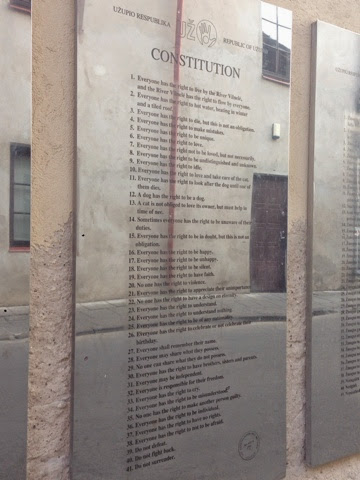 UŽUPIO RESPUBLIKA
UŽ
REPUBLIC OF UŽ
CONSTITUTION
1. Everyone has the right to live by the River Vilnelė,
and the River Vilnelė has the right to flow by everyone.
2. Everyone has the right to hot water, heating in winter
and a tiled roof.
3. Everyone has the right to die, but this is not an obligation.
4. Everyone has the right to make mistakes.
5. Everyone has the right to be unique.
6. Everyone has the right to love.
7. Everyone has the right not to be loved, but not necessarily.
8. Everyone has the right to be undistinguished and unknown.
9. Everyone has the right to idle.
10. Everyone has the right to love and take care of the cat.
11. Everyone has the right to look after the dog until one of
them dies.
12. A dog has the right to be a dog.
13. A cat is not obliged to love its owner, but must help in
time of nee.
14. Sometimes everyone has the right to be unaware of their
duties.
15. Everyone has the right to be in doubt, but this is not an
obligation.
16. Everyone has the right to be happy.
17. Everyone has the right to be unhappy.
18. Everyone has the right to be silent.
19. Everyone has the right to have faith.
20. No one has the right to violence.
21. Everyone has the right to appreciate their unimportance.
22. No one has the right to have a design on eternity.
23. Everyone has the right to understand.
24. Everyone has the right to understand nothing.
25. Everyone has the right to be of any nationality.
26. Everyone has the right to celebrate or not celebrate their
birthday.
27. Everyone shall remember their name.
28. Everyone may share what they possess.
29. No one can share what they do not possess.
30. Everyone has the right to have brothers, sisters and parents.
31. Everyone may be independent.
32. Everyone is responsible for their freedom.
33. Everyone has the right to cry.
34. Everyone has the right to be misunderstood.
35. No one has the right to make another person guilty.
36. Everyone has the right to be individual.
37. Everyone has the right to have no rights.
38. Everyone has the right to not to be afraid.
39. Do not defeat.
40. Do not fight back.
41. Do not surrender.